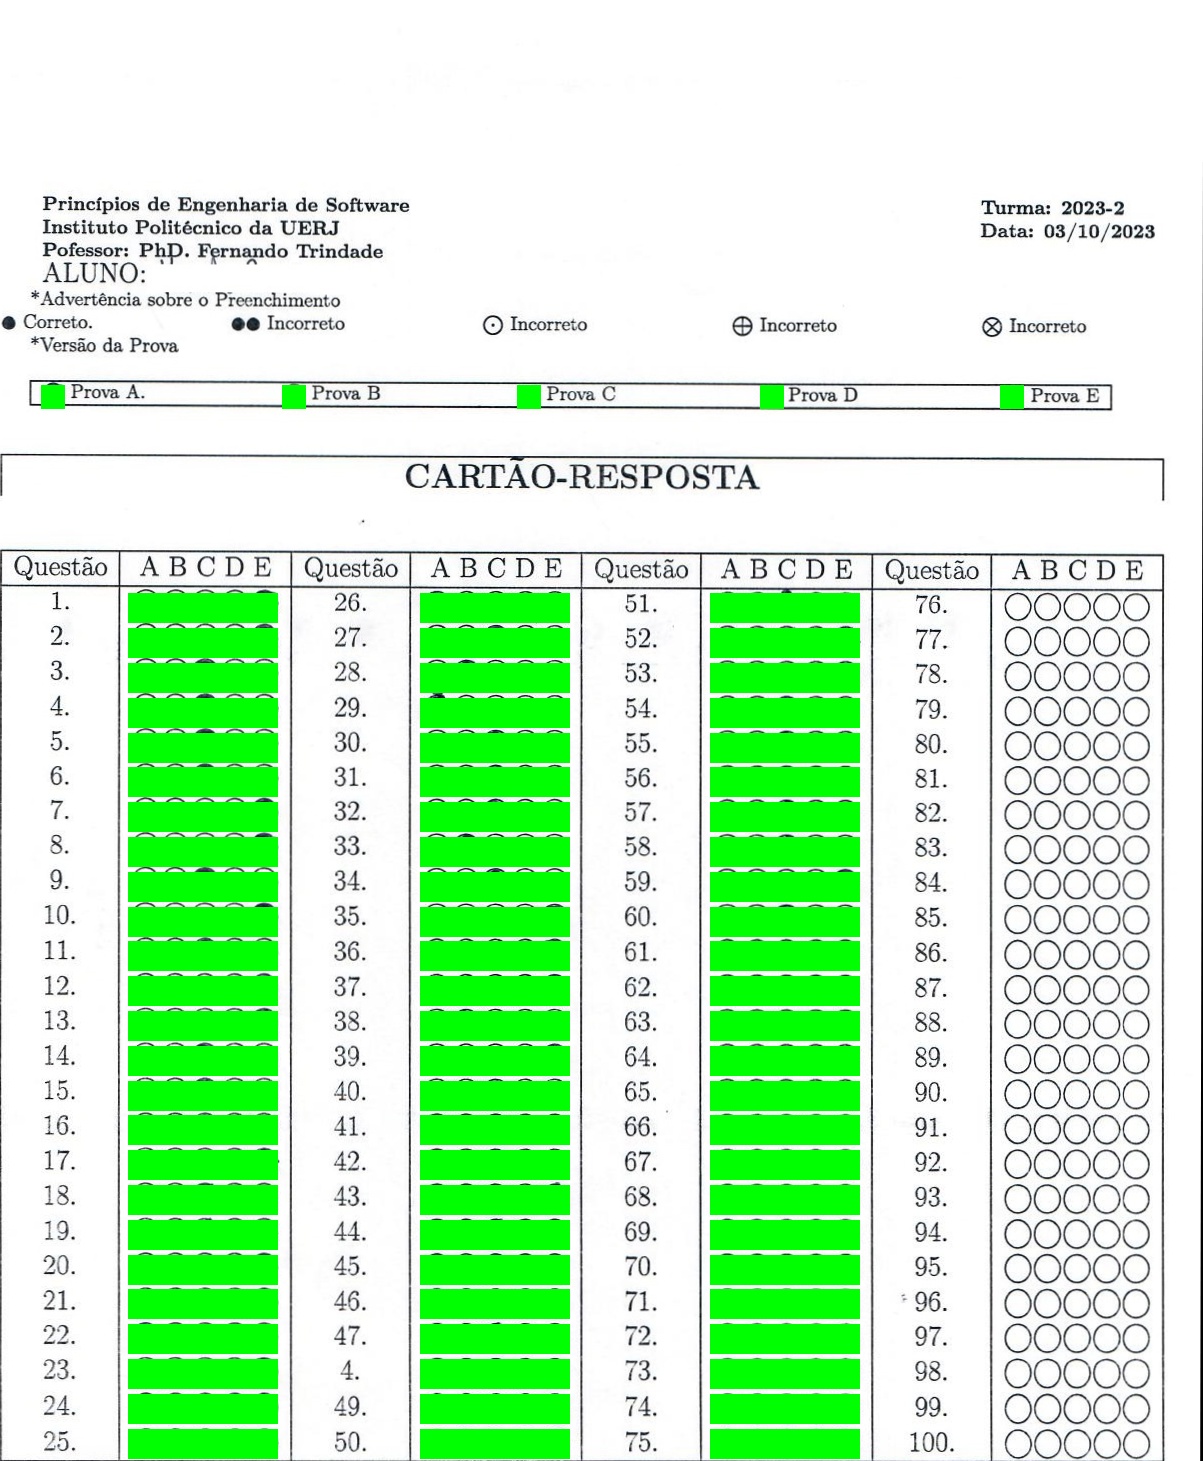 Princípios de Engenharia de Software
Instituto Politécnico da UERJ
Pofessor: PhD. Fernando Trindade
ALUNO:
Turma: 2023-2
Data: 03/10/2023
*Advertência sobre o Preenchimento
Correto. Incorreto Incorreto Incorreto Incorreto
*Versão da Prova
Prova A. Prova B Prova C Prova D Prova E
CARTÃO-RESPOSTA
Questão A B C D E Questão A B C D E Questão A B C D E Questão A B C D E
1. 26. 51. 76.
2. 27. 52. 77.
3. 28. 53. 78.
4. 29. 54. 79.
5. 30. 55. 80.
6. 31. 56. 81.
7. 32. 57. 82.
8. 33. 58. 83.
9. 34. 59. 84.
10. 35. 60. 85.
11. 36. 61. 86.
12. 37. 62. 87.
13. 38. 63. 88.
14. 39. 64. 89.
15. 40. 65. 90.
16. 41. 66. 91.
17. 42. 67. 92.
18. 43. 68. 93.
19. 44. 69. 94.
20. 45. 70. 95.
21. 46. 71. 96.
22. 47. 72. 97.
23. 4. 73. 98.
24. 49. 74. 99.
25. 50. 75. 100.